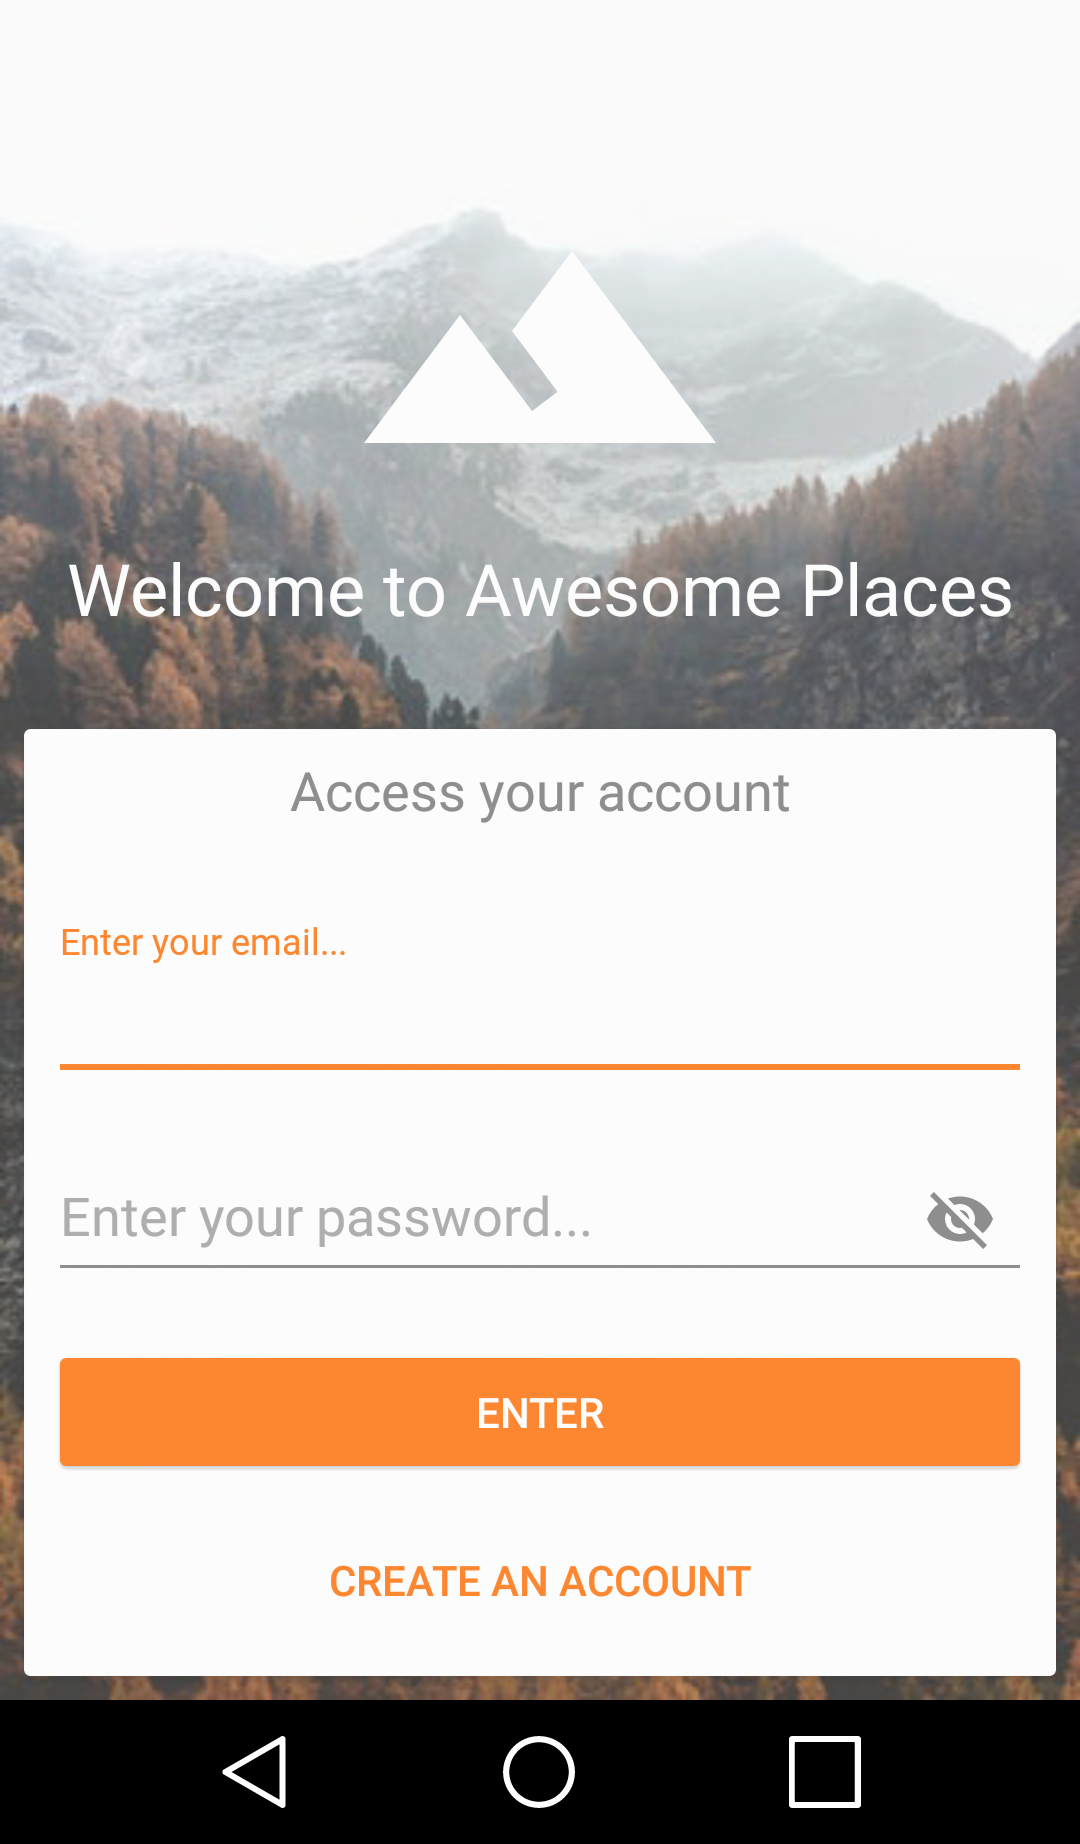 Welcome to Awesome Places
Access your account
Enter your email...
Enter your password...
ENTER
CREATE AN ACCOUNT